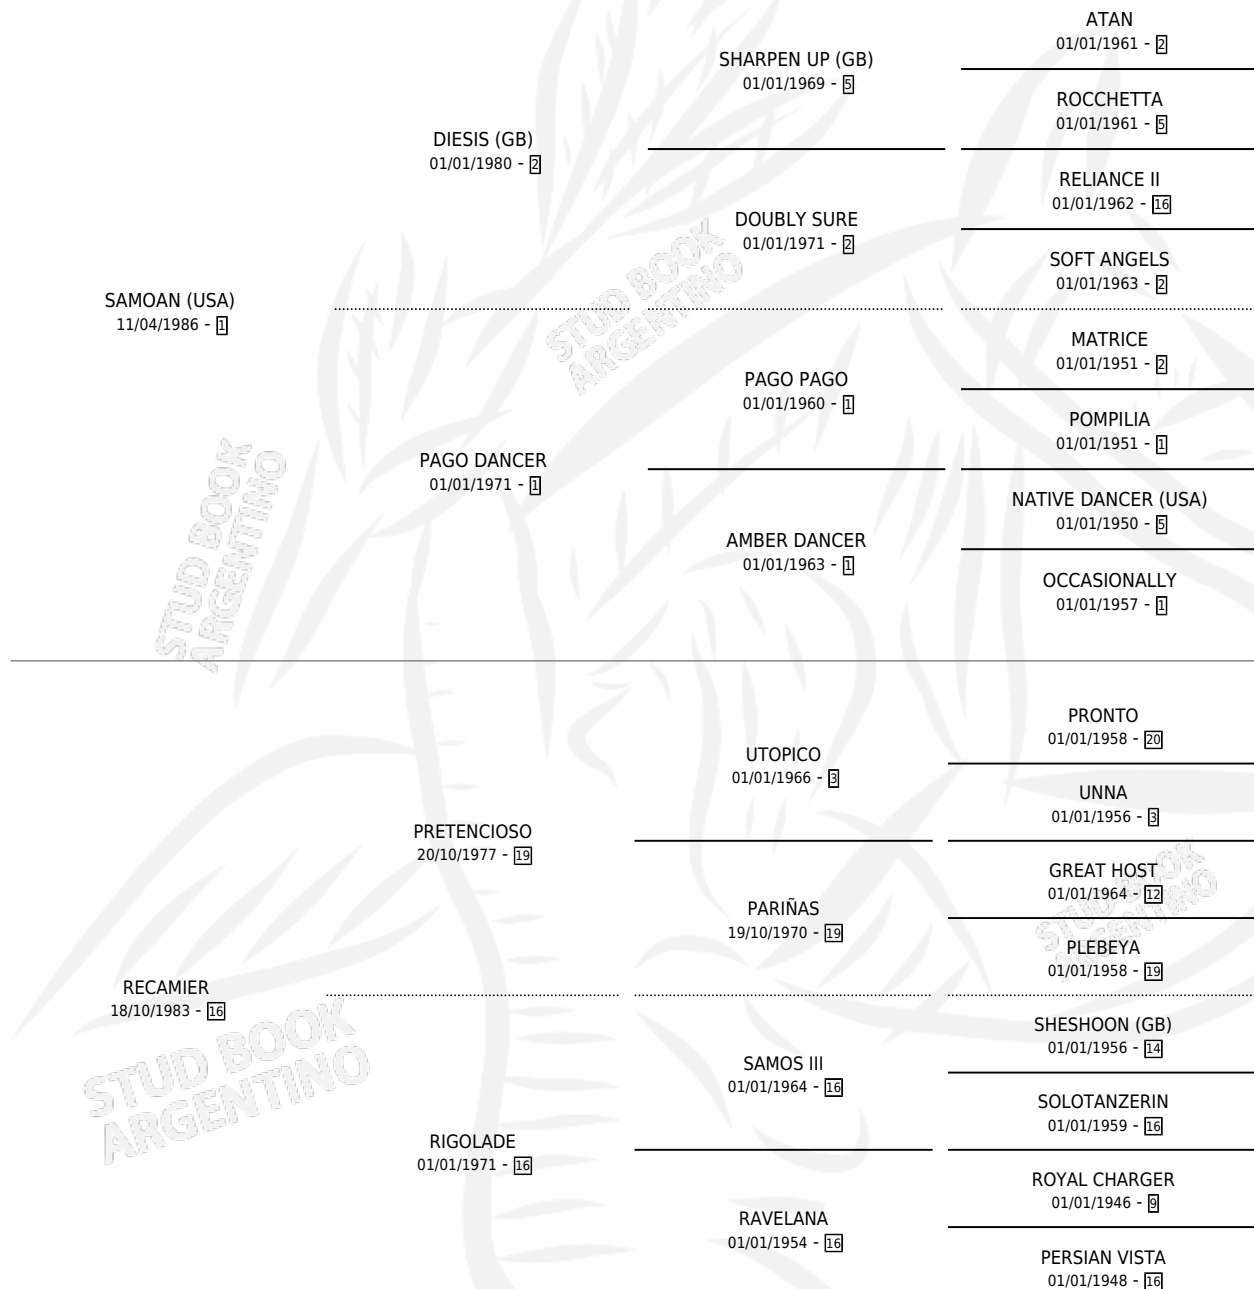 ATAN
01/01/1961 - 2
SHARPEN UP (GB)
01/01/1969 - 5
ROCCHETTA
01/01/1961 - 5
DIESIS (GB)
01/01/1980 - 2
RELIANCE II
01/01/1962 - 16
DOUBLY SURE
01/01/1971 - 2
SOFT ANGELS
01/01/1963 - 2
SAMOAN (USA)
11/04/1986 - 1
MATRICE
01/01/1951 - 2
PAGO PAGO
01/01/1960 - 1
POMPILIA
01/01/1951 - 1
PAGO DANCER
01/01/1971 - 1
NATIVE DANCER (USA)
01/01/1950 - 5
AMBER DANCER
01/01/1963 - 1
OCCASIONALLY
01/01/1957 - 1
STUD BOOK
ARGENTINO
STUD BOOK
ARGENTINO
PRONTO
01/01/1958 - 20
UTOPICO
01/01/1966 - 3
UNNA
01/01/1956 - 3
PRETENCIOSO
20/10/1977 - 19
GREAT HOST
01/01/1964 - 12
PARIÑAS
19/10/1970 - 19
PLEBEYA
01/01/1958 - 19
RECAMIER
18/10/1983 - 16
SHESHOON (GB)
01/01/1956 - 14
SAMOS III
01/01/1964 - 16
SOLOTANZERIN
01/01/1959 - 16
RIGOLADE
01/01/1971 - 16
ROYAL CHARGER
01/01/1946 - 9
RAVELANA
01/01/1954 - 16
PERSIAN VISTA
01/01/1948 - 16
STUD BOOK
ARGENTINO
STUD BOOK
ARGENTINO